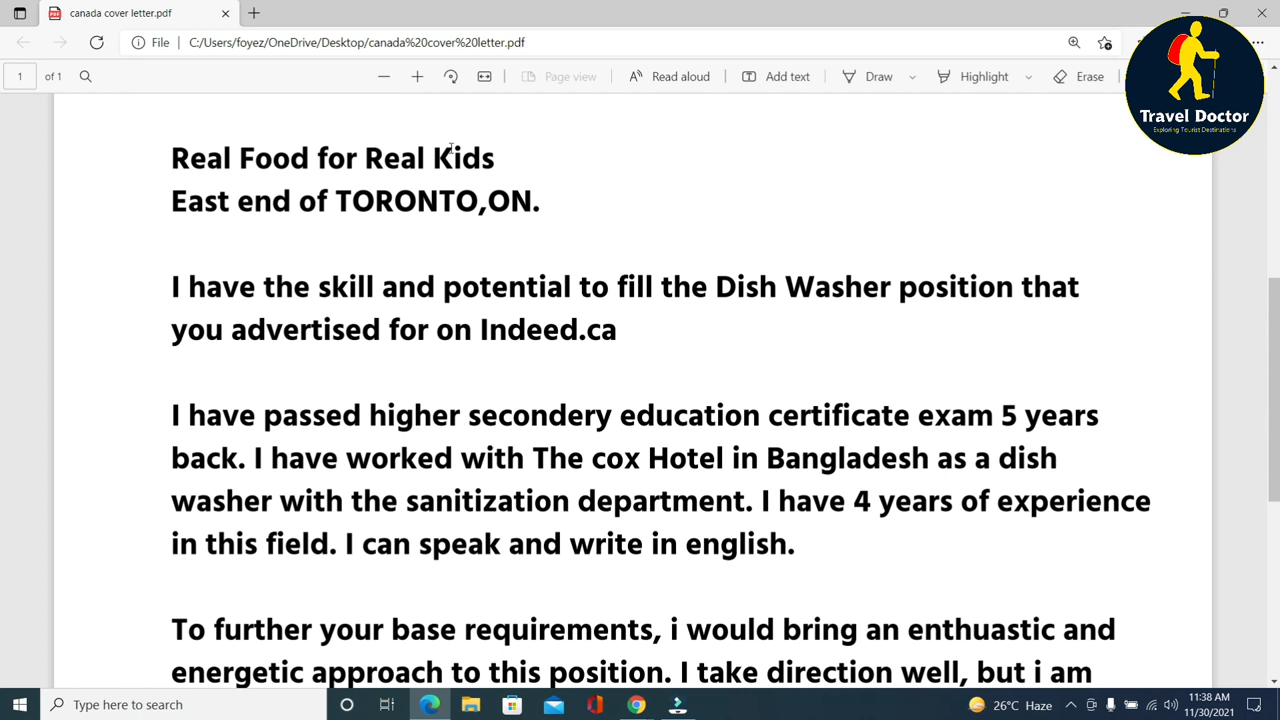 canada cover letter.pdf
File C:/Users/foyez/OneDrive/Desktop/canada%20cover%20letter.pdf
1 of 1 Page view Read aloud Add text Draw Highlight Erase
Travel Doctor
Exploring Tourist Destinations
Real Food for Real Kids
East end of TORONTO,ON.
I have the skill and potential to fill the Dish Washer position that
you advertised for on Indeed.ca
I have passed higher secondery education certificate exam 5 years
back. I have worked with The cox Hotel in Bangladesh as a dish
washer with the sanitization department. I have 4 years of experience
in this field. I can speak and write in english.
To further your base requirements, i would bring an enthuastic and
energetic approach to this position. I take direction well, but i am
Type here to search
26°C Haze
11:38 AM
11/30/2021